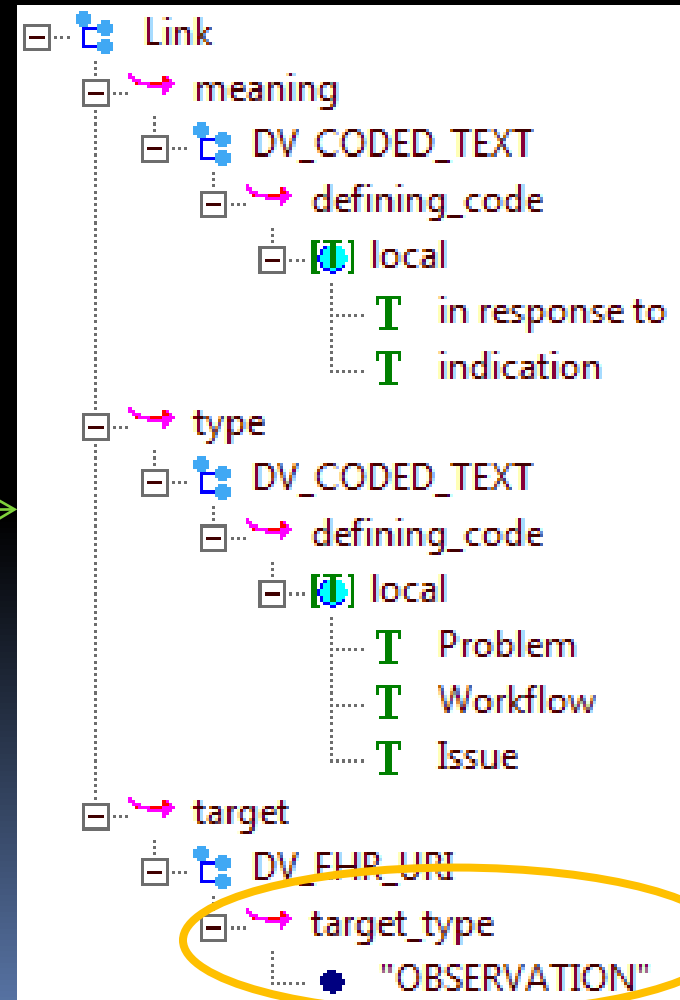 Link
meaning
DV_CODED_TEXT
defining_code
local
T in response to
T indication
type
DV_CODED_TEXT
defining_code
local
T Problem
T Workflow
T Issue
target
DV_EHR_URI
target_type
"OBSERVATION"